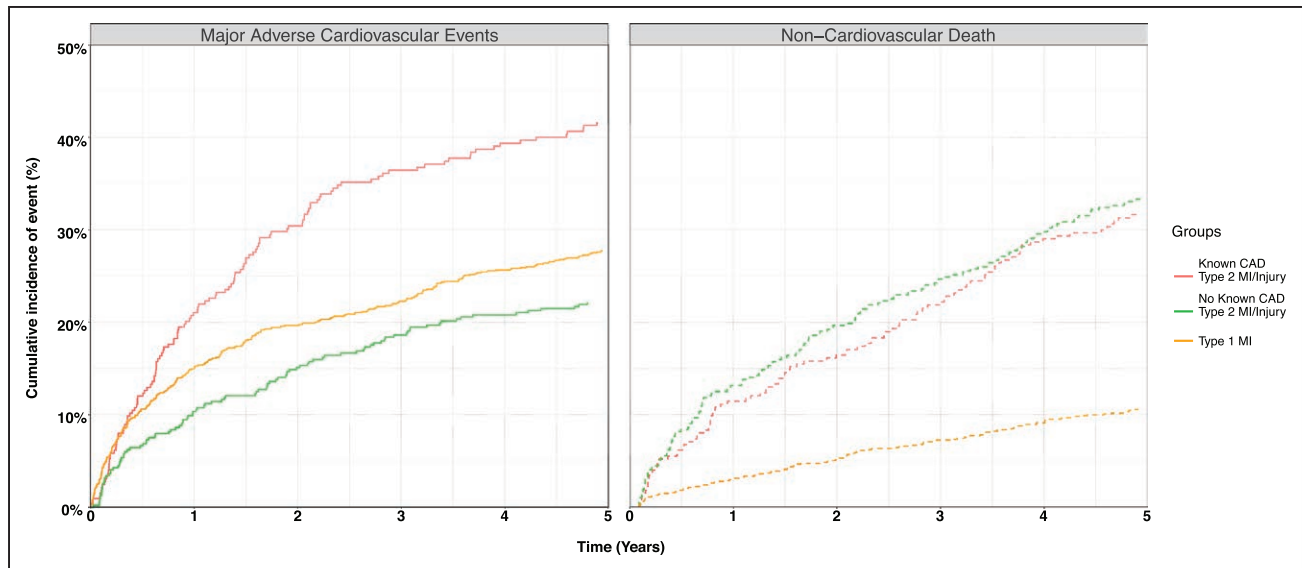 Major Adverse Cardiovascular Events
Non–Cardiovascular Death
Cumulative incidence of event (%)
50%
40%
30%
20%
10%
0%
0 1 2 3 4 5
0 1 2 3 4 5
Time (Years)
Groups
Known CAD
Type 2 MI/Injury
No Known CAD
Type 2 MI/Injury
Type 1 MI